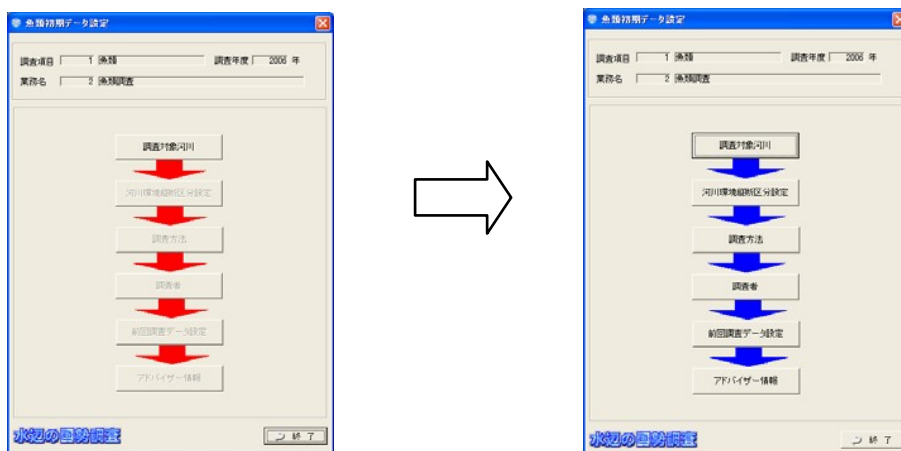 魚類初期データ設定
調査項目 1 魚類 調査年度 2006 年
業務名 2 魚類調査
調査対象河川
河川環境縦断区分設定
調査方法
調査者
前回調査データ設定
アドバイザー情報
水辺の国勢調査
終了
魚類初期データ設定
調査項目 1 魚類 調査年度 2006 年
業務名 2 魚類調査
調査対象河川
河川環境縦断区分設定
調査方法
調査者
前回調査データ設定
アドバイザー情報
水辺の国勢調査
終了